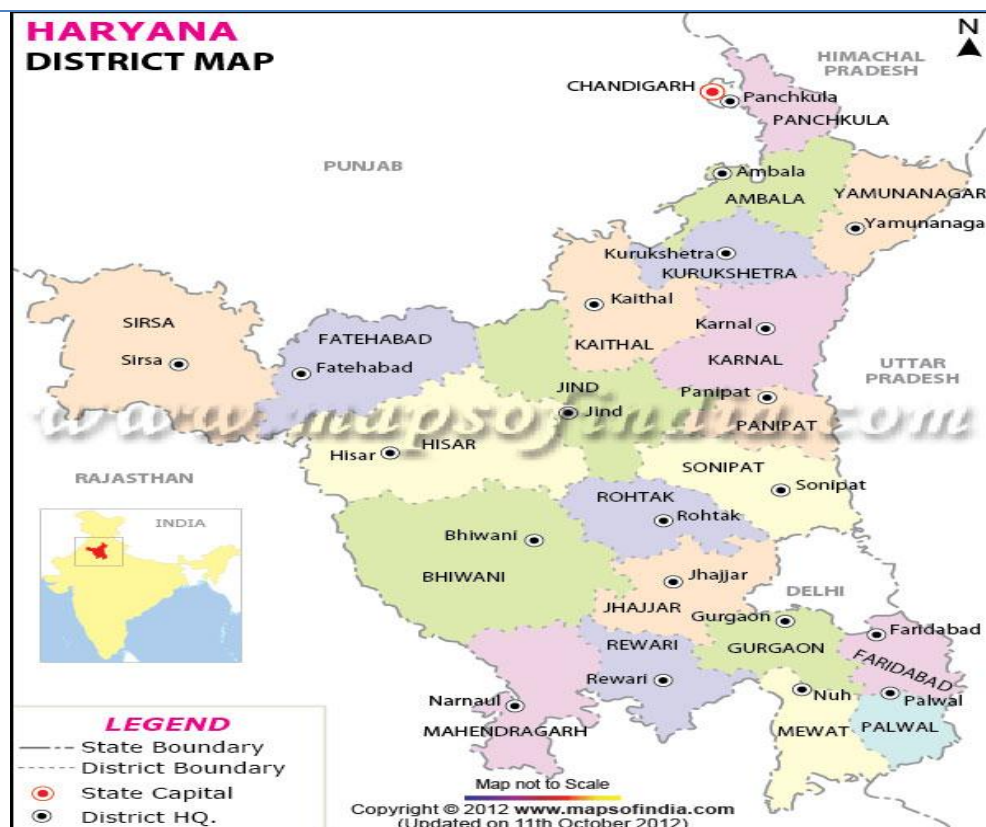 HARYANA
DISTRICT MAP
N
HIMACHAL
PRADESH
CHANDIGARH
Panchkula
PANCHKULA
PUNJAB
Ambala
AMBALA
YAMUNANAGAR
Yamunanaga
Kurukshetra
KURUKSHETRA
Kaithal
KAITHAL
Karnal
KARNAL
SIRSA
Sirsa
FATEHABAD
Fatehabad
UTTAR
PRADESH
JIND
Jind
Panipat
PANIPAT
www.mapsofindia.com
HISAR
Hisar
SONIPAT
Sonipat
RAJASTHAN
ROHTAK
Rohtak
INDIA
Bhiwani
BHIWANI
Jhajjar
JHAJJAR
DELHI
Gurgaon
GURGAON
Faridabad
FARIDABAD
REWARI
Rewari
Nuh
MEWAT
Palwal
PALWAL
Narnaul
MAHENDRAGARH
LEGEND
State Boundary
District Boundary
State Capital
District HQ.
Map not to Scale
Copyright © 2012 www.mapsofindia.com
(Updated on 11th October 2012)